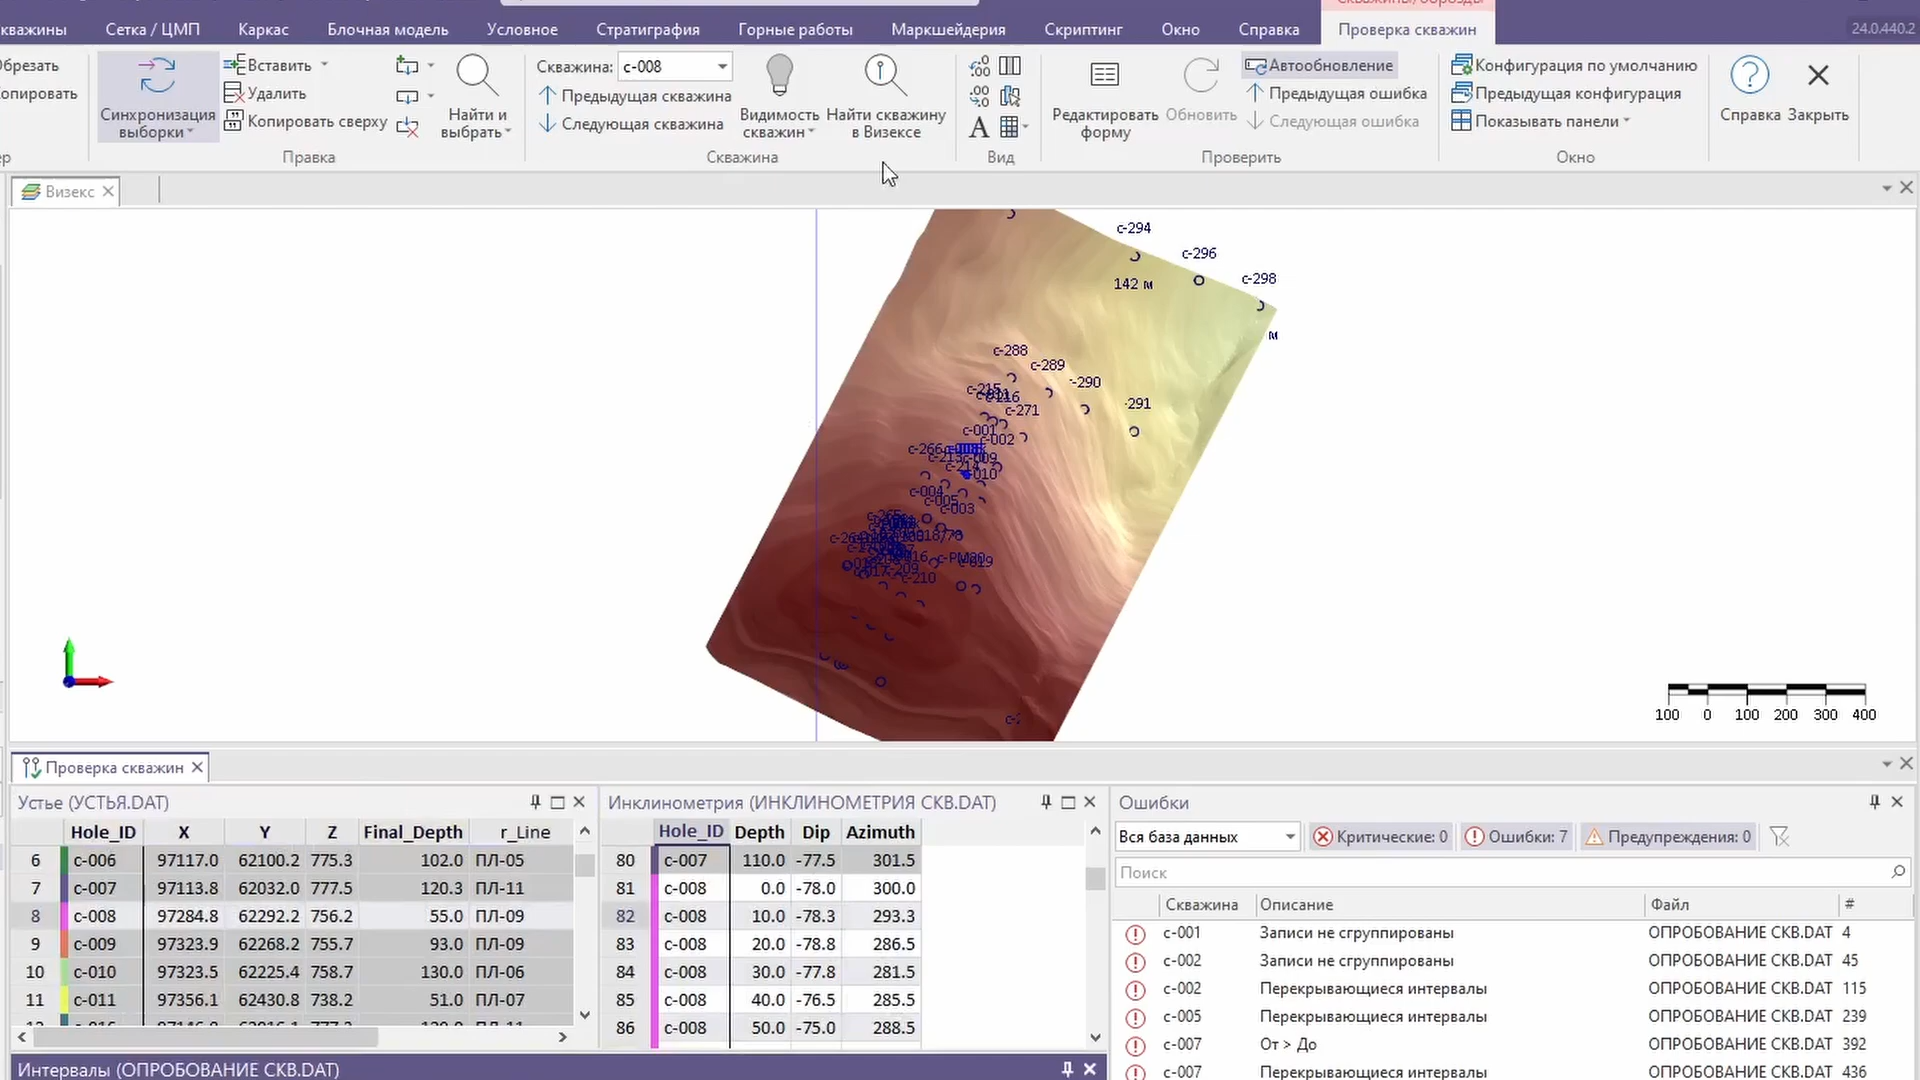 Скважины/образцы
кважины Сетка / ЦМП Каркас Блочная модель Условное Стратиграфия Горные работы Маркшейдерия Скриптинг Окно Справка Проверка скважин 24.0.440.2
брезать
опировать
Синхронизация выборки
Вставить
Удалить
Копировать сверху
Найти и выбрать
Правка
Скважина: c-008
Предыдущая скважина
Следующая скважина
Видимость скважин
Найти скважину в Визексе
Скважина
Вид
Редактировать форму
Обновить
Автообновление
Предыдущая ошибка
Следующая ошибка
Проверить
Конфигурация по умолчанию
Предыдущая конфигурация
Показывать панели
Окно
Справка
Закрыть
Визекс
c-294
c-296
c-298
142 м
м
c-288
c-289
-290
-291
c-215
c-271
c-001
c-002
c-266
c-214
c-004
c-005
c-003
c-265
c-PM80
c-209
c-210
100 0 100 200 300 400
Проверка скважин
Устье (УСТЬЯ.DAT)
Hole_ID X Y Z Final_Depth r_Line
6 c-006 97117.0 62100.2 775.3 102.0 ПЛ-05
7 c-007 97113.8 62032.0 777.5 120.3 ПЛ-11
8 c-008 97284.8 62292.2 756.2 55.0 ПЛ-09
9 c-009 97323.9 62268.2 755.7 93.0 ПЛ-09
10 c-010 97323.5 62225.4 758.7 130.0 ПЛ-06
11 c-011 97356.1 62430.8 738.2 51.0 ПЛ-07
Инклинометрия (ИНКЛИНОМЕТРИЯ СКВ.DAT)
Hole_ID Depth Dip Azimuth
80 c-007 110.0 -77.5 301.5
81 c-008 0.0 -78.0 300.0
82 c-008 10.0 -78.3 293.3
83 c-008 20.0 -78.8 286.5
84 c-008 30.0 -77.8 281.5
85 c-008 40.0 -76.5 285.5
86 c-008 50.0 -75.0 288.5
Ошибки
Вся база данных Критические: 0 Ошибки: 7 Предупреждения: 0
Поиск
Скважина Описание Файл #
c-001 Записи не сгруппированы ОПРОБОВАНИЕ СКВ.DAT 4
c-002 Записи не сгруппированы ОПРОБОВАНИЕ СКВ.DAT 45
c-002 Перекрывающиеся интервалы ОПРОБОВАНИЕ СКВ.DAT 115
c-005 Перекрывающиеся интервалы ОПРОБОВАНИЕ СКВ.DAT 239
c-007 От > До ОПРОБОВАНИЕ СКВ.DAT 392
c-007 Перекрывающиеся интервалы ОПРОБОВАНИЕ СКВ.DAT 436
Интервалы (ОПРОБОВАНИЕ СКВ.DAT)